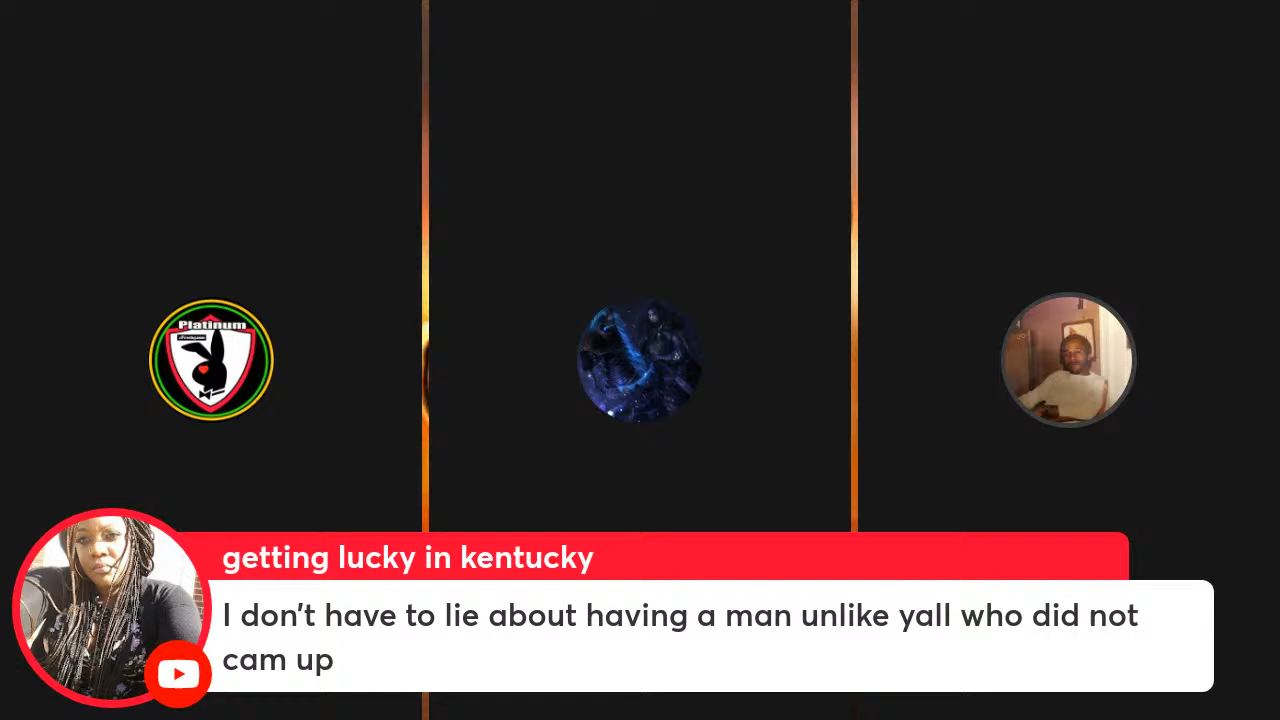 Platinum
getting lucky in kentucky
I don't have to lie about having a man unlike yall who did not
cam up